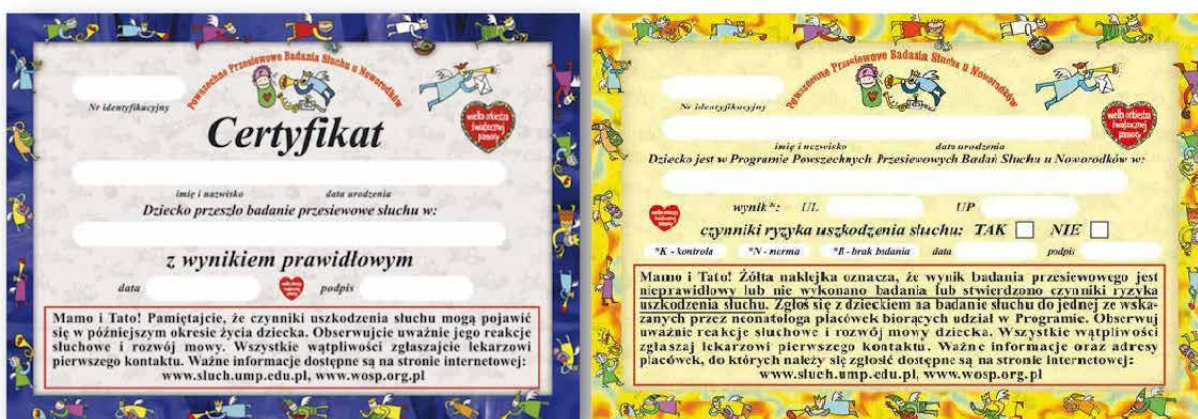 Powszechne Przesiewowe Badania Słuchu u Noworodków
Nr identyfikacyjny
Certyfikat
wielka orkiestra
świątecznej
pomocy
imię i nazwisko data urodzenia
Dziecko przeszło badanie przesiewowe słuchu w:
z wynikiem prawidłowym
data podpis
Mamo i Tato! Pamiętajcie, że czynniki uszkodzenia słuchu mogą pojawić
się w późniejszym okresie życia dziecka. Obserwujcie uważnie jego reakcje
słuchowe i rozwój mowy. Wszystkie wątpliwości zgłaszajcie lekarzowi
pierwszego kontaktu. Ważne informacje dostępne są na stronie internetowej:
www.sluch.ump.edu.pl, www.wosp.org.pl
Powszechne Przesiewowe Badania Słuchu u Noworodków
Nr identyfikacyjny
wielka orkiestra
świątecznej
pomocy
imię i nazwisko data urodzenia
Dziecko jest w Programie Powszechnych Przesiewowych Badań Słuchu u Noworodków w:
wynik*: UL UP
czynniki ryzyka uszkodzenia słuchu: TAK NIE
*K - kontrola *N - norma *B - brak badania data podpis
Mamo i Tato! Żółta naklejka oznacza, że wynik badania przesiewowego jest
nieprawidłowy lub nie wykonano badania lub stwierdzono czynniki ryzyka
uszkodzenia słuchu. Zgłoś się z dzieckiem na badanie słuchu do jednej ze wska-
zanych przez neonatologa placówek biorących udział w Programie. Obserwuj
uważnie reakcje słuchowe i rozwój mowy dziecka. Wszystkie wątpliwości
zgłaszaj lekarzowi pierwszego kontaktu. Ważne informacje oraz adresy
placówek, do których należy się zgłosić dostępne są na stronie internetowej:
www.sluch.ump.edu.pl, www.wosp.org.pl